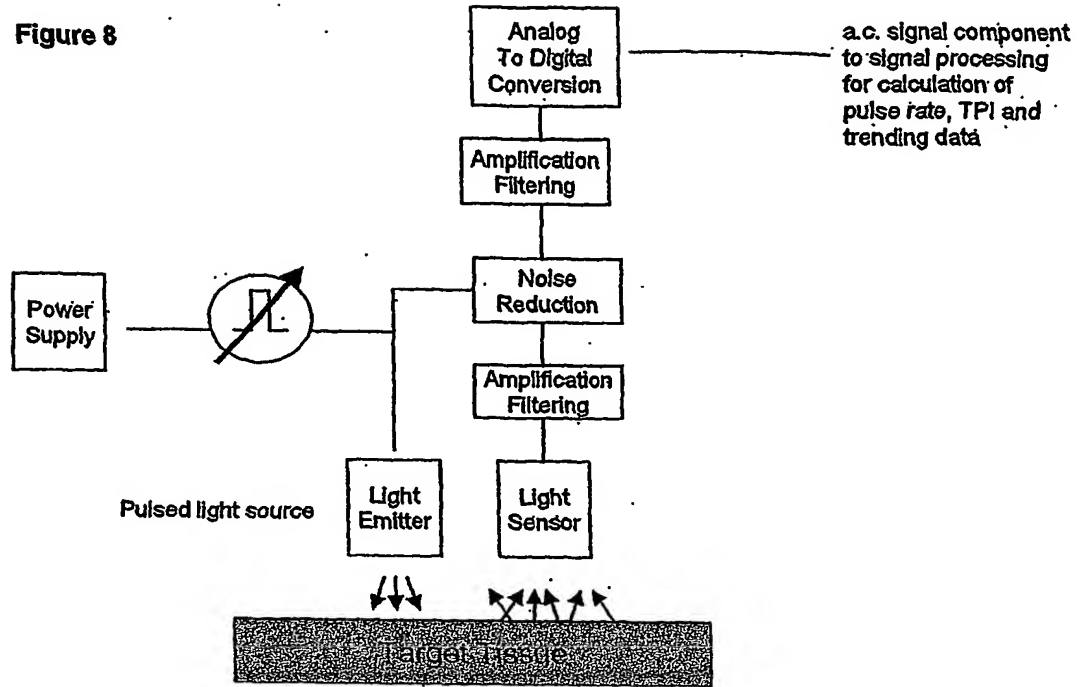 Figure 8
Analog
To Digital
Conversion
a.c. signal component
to signal processing
for calculation of
pulse rate, TPI and
trending data
Amplification
Filtering
Noise
Reduction
Power
Supply
Amplification
Filtering
Pulsed light source
Light
Emitter
Light
Sensor
Target Tissue